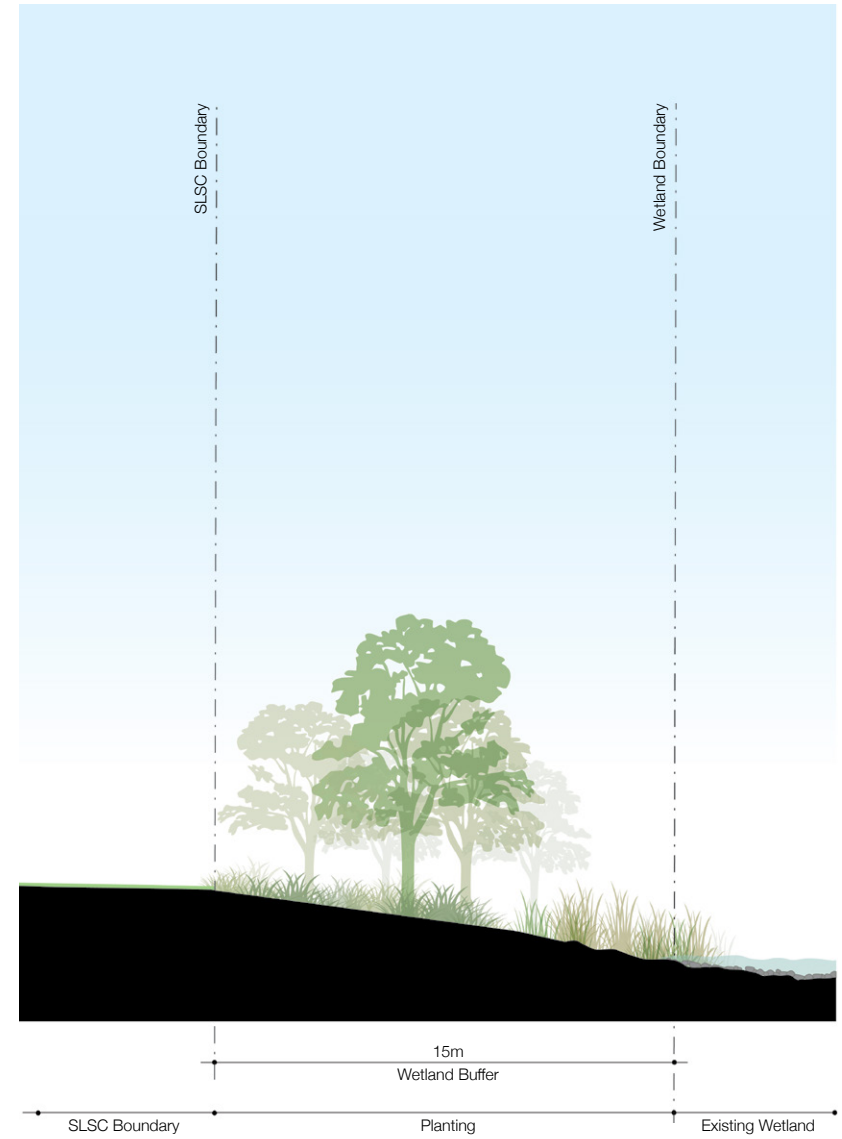 SLSC Boundary
Wetland Boundary
15m
Wetland Buffer
SLSC Boundary
Planting
Existing Wetland